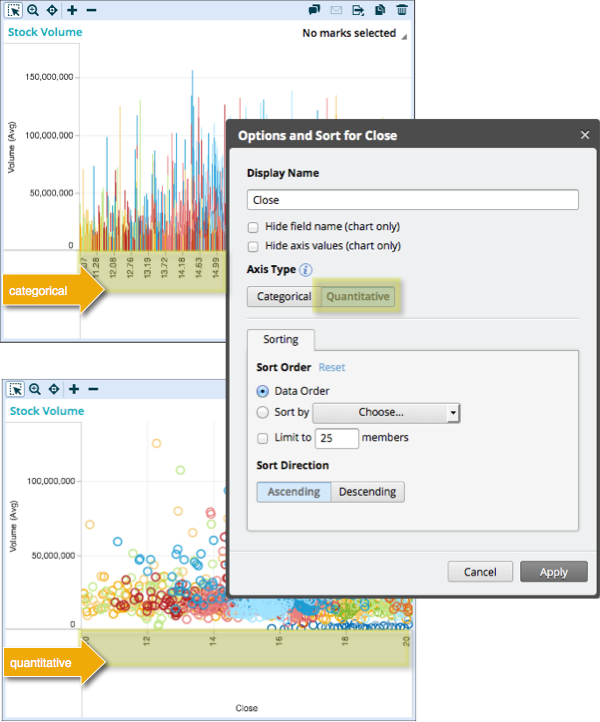 Stock Volume
No marks selected
150,000,000
100,000,000
50,000,000
0
Volume (Avg)
11.28
12.08
12.76
13.19
13.72
14.18
14.63
14.99
categorical
Options and Sort for Close
Display Name
Close
Hide field name (chart only)
Hide axis values (chart only)
Axis Type
Categorical Quantitative
Sorting
Sort Order Reset
Data Order
Sort by Choose...
Limit to 25 members
Sort Direction
Ascending Descending
Cancel Apply
Stock Volume
100,000,000
50,000,000
0
Volume (Avg)
12 14 16 18 20
quantitative
Close